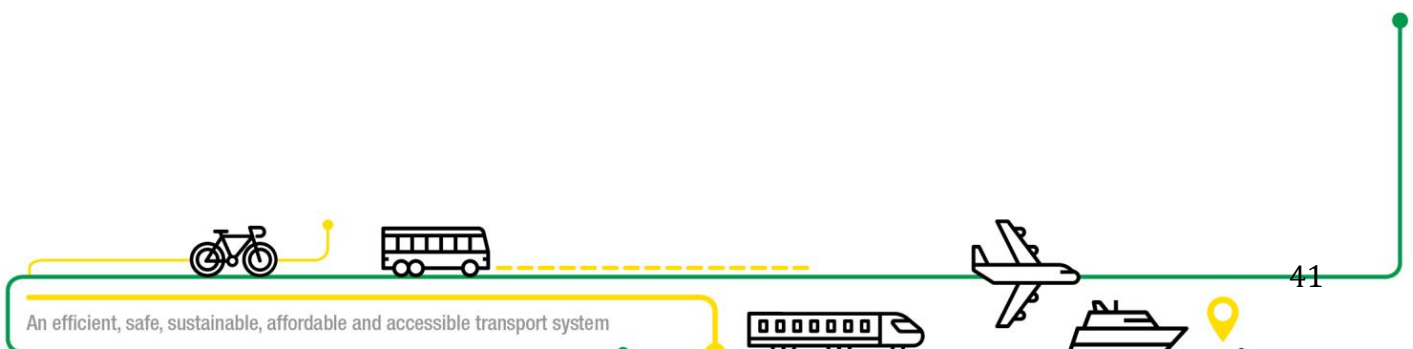 41
An efficient, safe, sustainable, affordable and accessible transport system